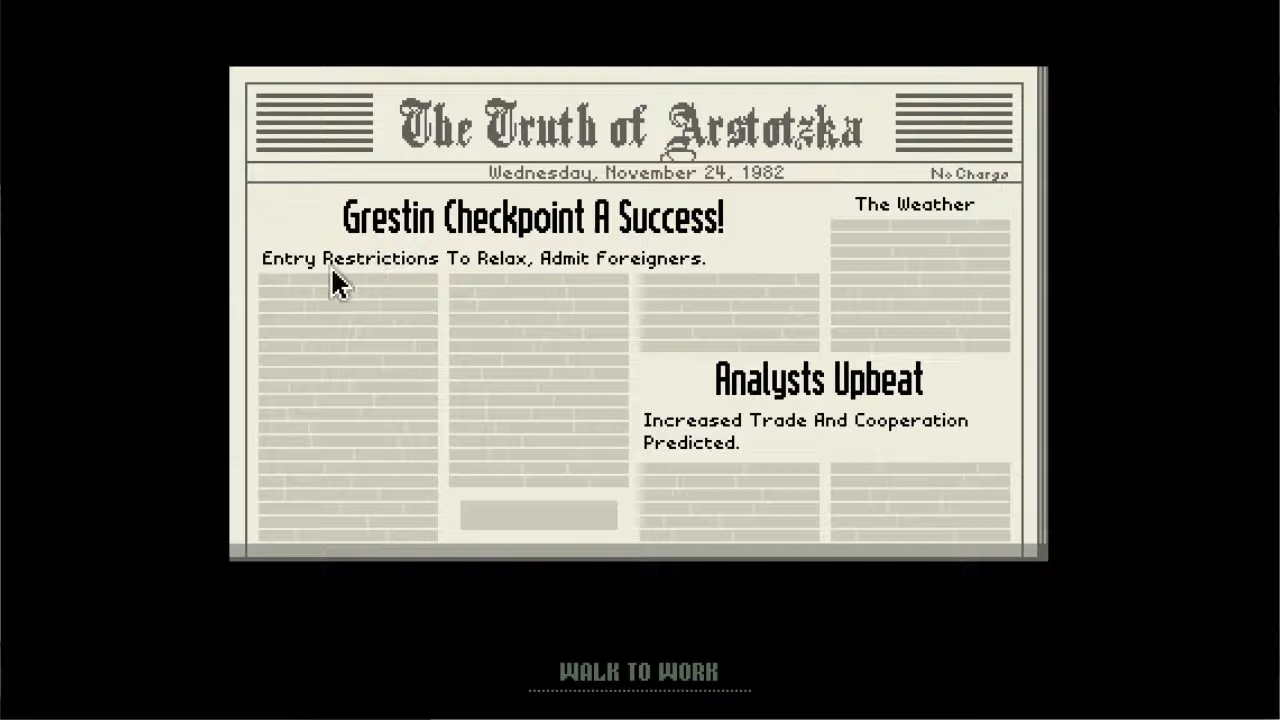 The Truth of Arstotzka
Wednesday, November 24, 1982
No Charge
Grestin Checkpoint A Success!
Entry Restrictions To Relax, Admit Foreigners.
The Weather
Analysts Upbeat
Increased Trade And Cooperation
Predicted.
WALK TO WORK